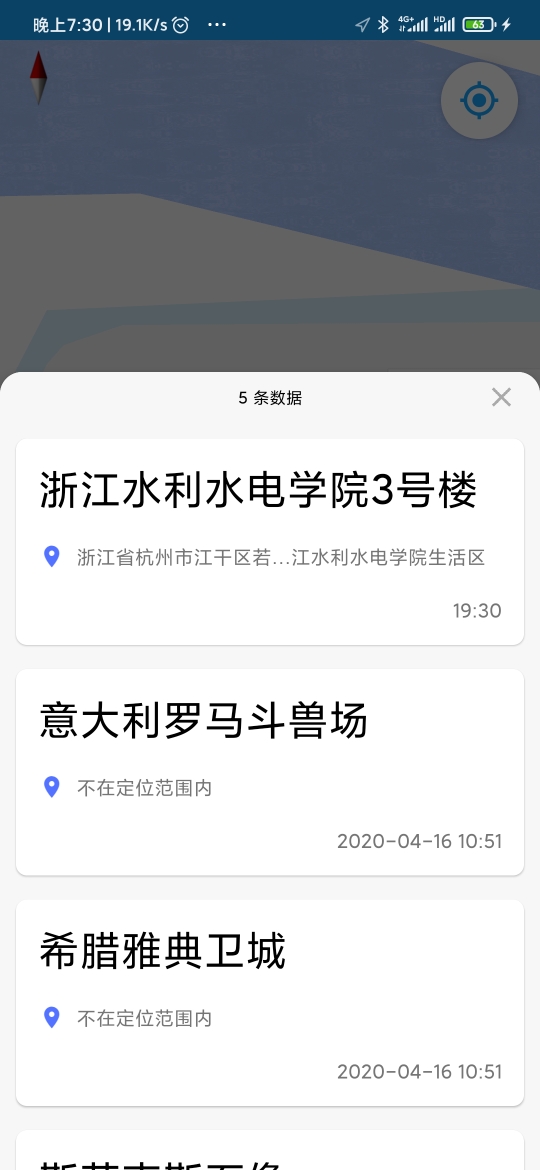 晚上7:30 | 19.1K/s ...
4G+ HD 63
5 条数据
浙江水利水电学院3号楼
浙江省杭州市江干区若...江水利水电学院生活区
19:30
意大利罗马斗兽场
不在定位范围内
2020-04-16 10:51
希腊雅典卫城
不在定位范围内
2020-04-16 10:51